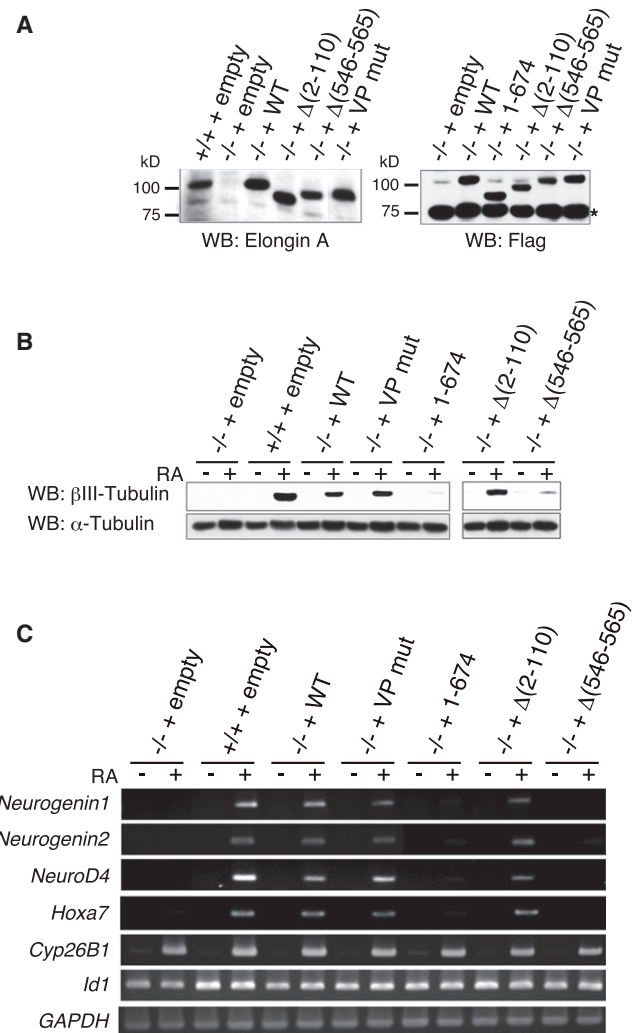 A
+/+ + empty
-/- + empty
-/- + WT
-/- + Δ(2-110)
-/- + Δ(546-565)
-/- + VP mut
kD
100
75
WB: Elongin A
-/- + empty
-/- + WT
-/- + 1-674
-/- + Δ(2-110)
-/- + Δ(546-565)
-/- + VP mut
kD
100
75
*
WB: Flag
B
-/- + empty
+/+ + empty
-/- + WT
-/- + VP mut
-/- + 1-674
-/- + Δ(2-110)
-/- + Δ(546-565)
RA - + - + - + - + - + - + - +
WB: βIII-Tubulin
WB: α-Tubulin
C
-/- + empty
+/+ + empty
-/- + WT
-/- + VP mut
-/- + 1-674
-/- + Δ(2-110)
-/- + Δ(546-565)
RA - + - + - + - + - + - + - +
Neurogenin1
Neurogenin2
NeuroD4
Hoxa7
Cyp26B1
Id1
GAPDH